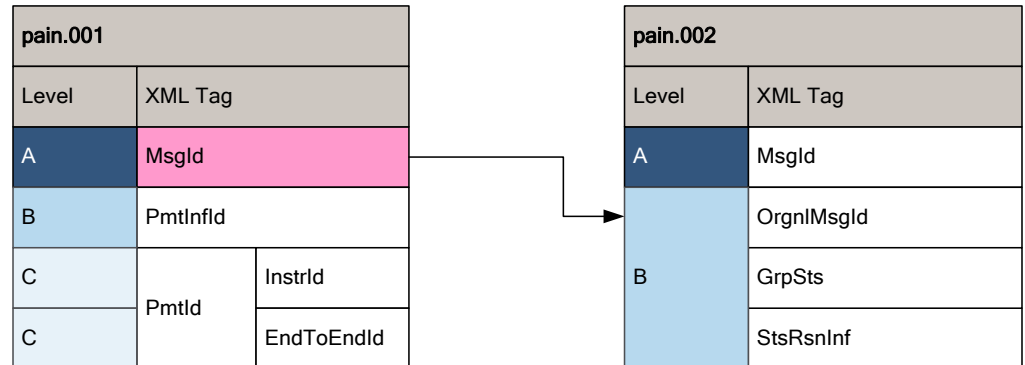 pain.001
Level XML Tag
A MsgId
B PmtInfId
C InstrId
PmtId
C EndToEndId
pain.002
Level XML Tag
A MsgId
OrgnlMsgId
B GrpSts
StsRsnInf